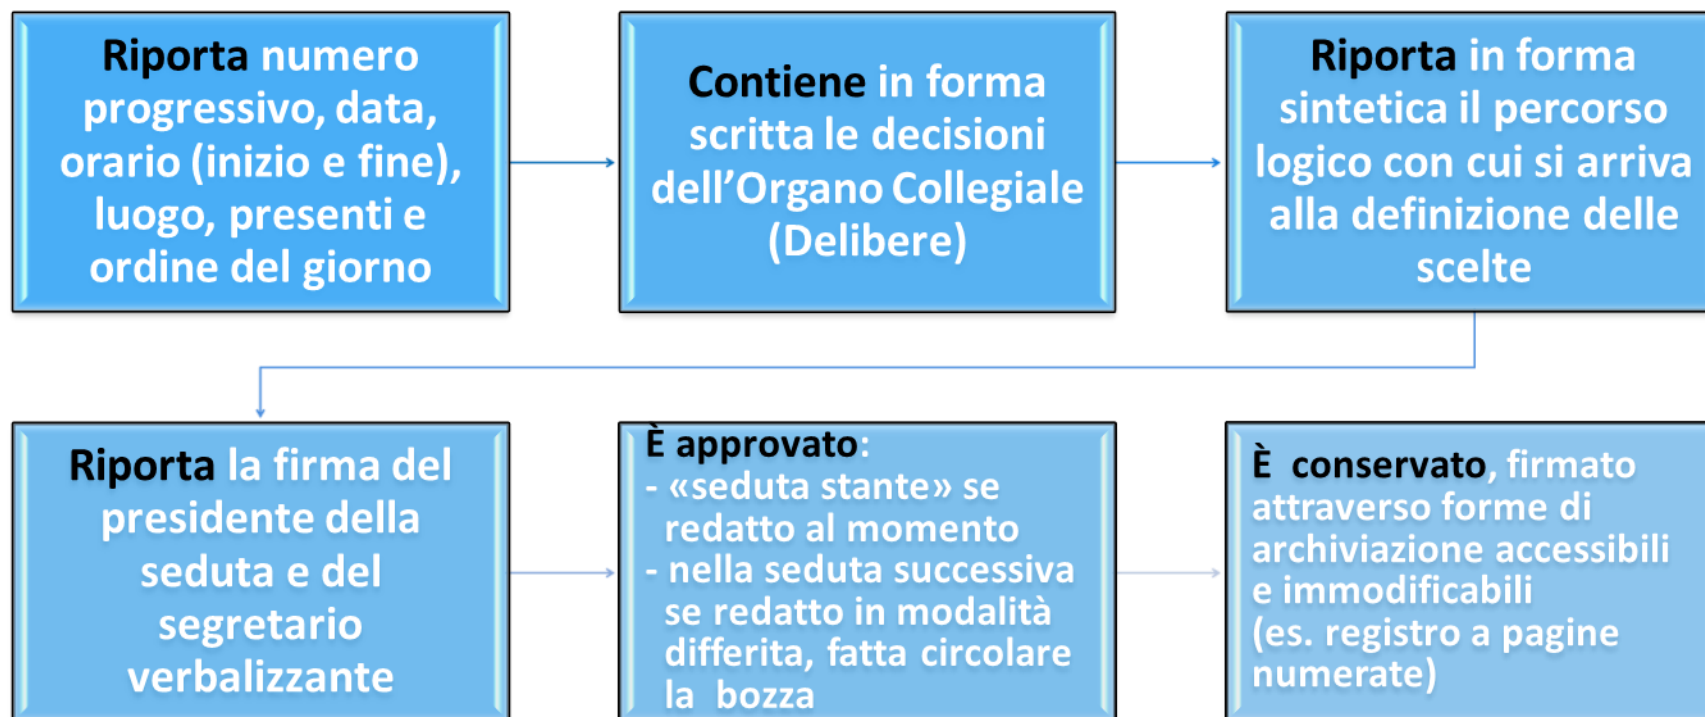 Riporta numero
progressivo, data,
orario (inizio e fine),
luogo, presenti e
ordine del giorno
Contiene in forma
scritta le decisioni
dell’Organo Collegiale
(Delibere)
Riporta in forma
sintetica il percorso
logico con cui si arriva
alla definizione delle
scelte
Riporta la firma del
presidente della
seduta e del
segretario
verbalizzante
È approvato:
- «seduta stante» se
redatto al momento
- nella seduta successiva
se redatto in modalità
differita, fatta circolare
la bozza
È conservato, firmato
attraverso forme di
archiviazione accessibili
e immodificabili
(es. registro a pagine
numerate)